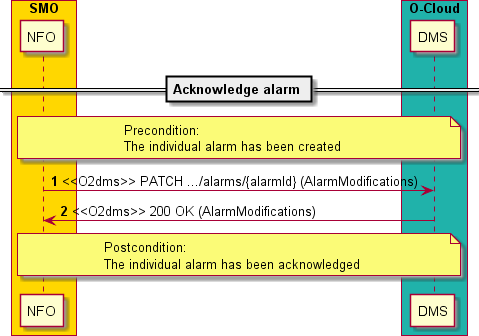 SMO
O-Cloud
NFO
DMS
Acknowledge alarm
Precondition:
The individual alarm has been created
1 <<O2dms>> PATCH .../alarms/{alarmId} (AlarmModifications)
2 <<O2dms>> 200 OK (AlarmModifications)
Postcondition:
The individual alarm has been acknowledged
NFO
DMS